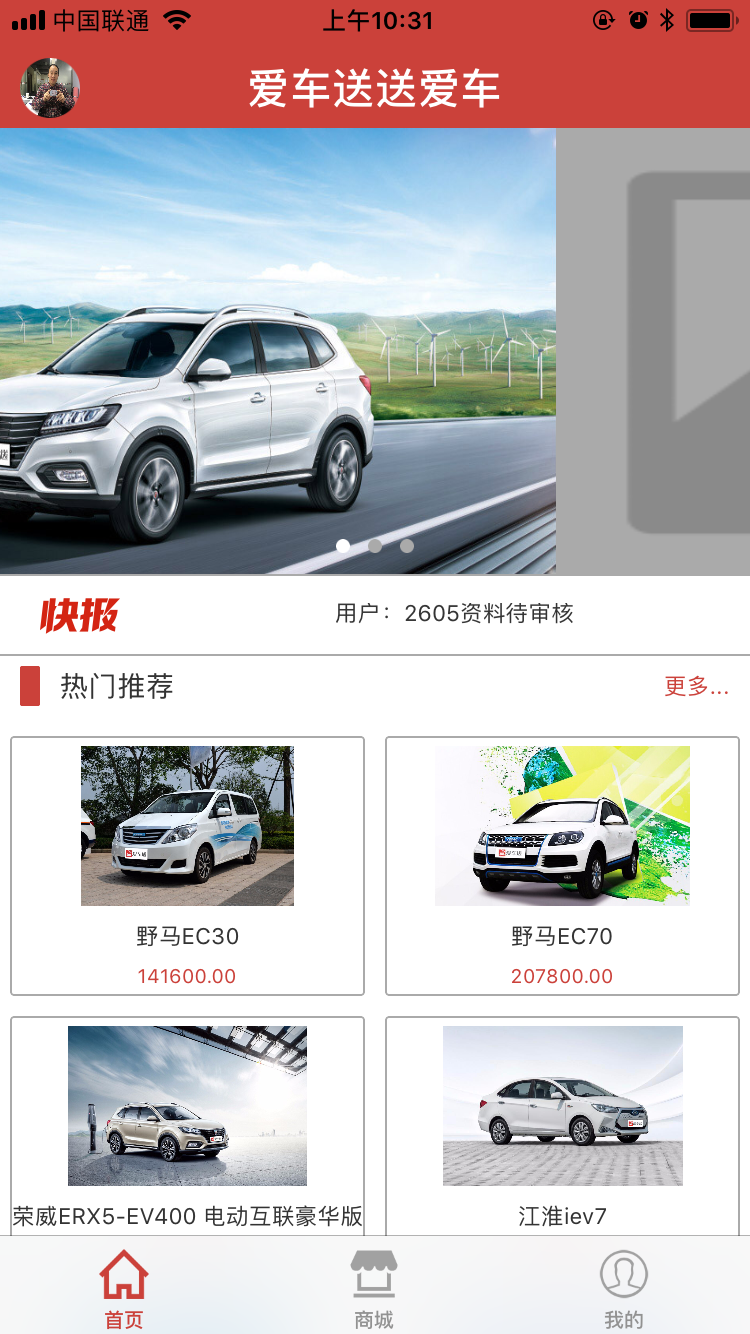 中国联通
上午10:31
爱车送送爱车
快报
用户：2605资料待审核
热门推荐
更多...
野马EC30
野马EC70
141600.00
207800.00
荣威ERX5-EV400 电动互联豪华版
江淮iev7
首页
商城
我的